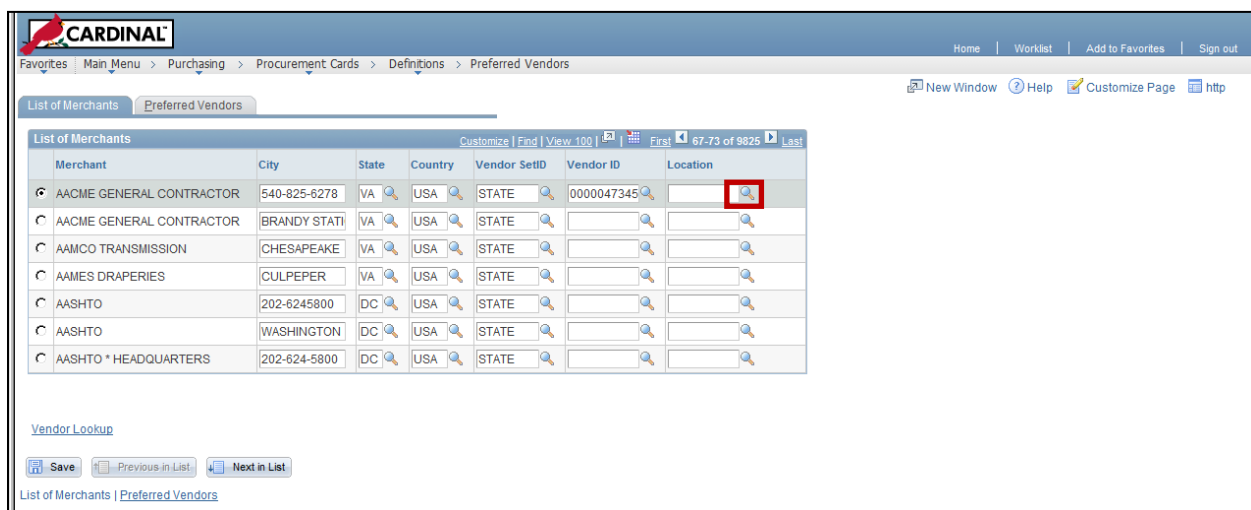 CARDINAL™
Home | Worklist | Add to Favorites | Sign out
Favorites Main Menu > Purchasing > Procurement Cards > Definitions > Preferred Vendors
New Window Help Customize Page http
List of Merchants Preferred Vendors
List of Merchants Customize | Find | View 100 | | First 67-73 of 9825 Last
Merchant City State Country Vendor SetID Vendor ID Location
AACME GENERAL CONTRACTOR 540-825-6278 VA USA STATE 0000047345
AACME GENERAL CONTRACTOR BRANDY STATI VA USA STATE
AAMCO TRANSMISSION CHESAPEAKE VA USA STATE
AAMES DRAPERIES CULPEPER VA USA STATE
AASHTO 202-6245800 DC USA STATE
AASHTO WASHINGTON DC USA STATE
AASHTO * HEADQUARTERS 202-624-5800 DC USA STATE
Vendor Lookup
Save Previous in List Next in List
List of Merchants | Preferred Vendors